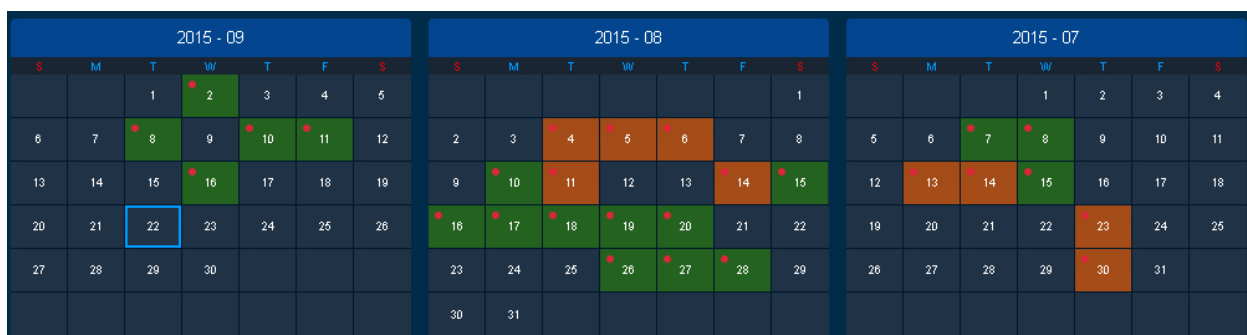 2015 - 09
S M T W T F S
1 2 3 4 5
6 7 8 9 10 11 12
13 14 15 16 17 18 19
20 21 22 23 24 25 26
27 28 29 30
2015 - 08
S M T W T F S
1
2 3 4 5 6 7 8
9 10 11 12 13 14 15
16 17 18 19 20 21 22
23 24 25 26 27 28 29
30 31
2015 - 07
S M T W T F S
1 2 3 4
5 6 7 8 9 10 11
12 13 14 15 16 17 18
19 20 21 22 23 24 25
26 27 28 29 30 31